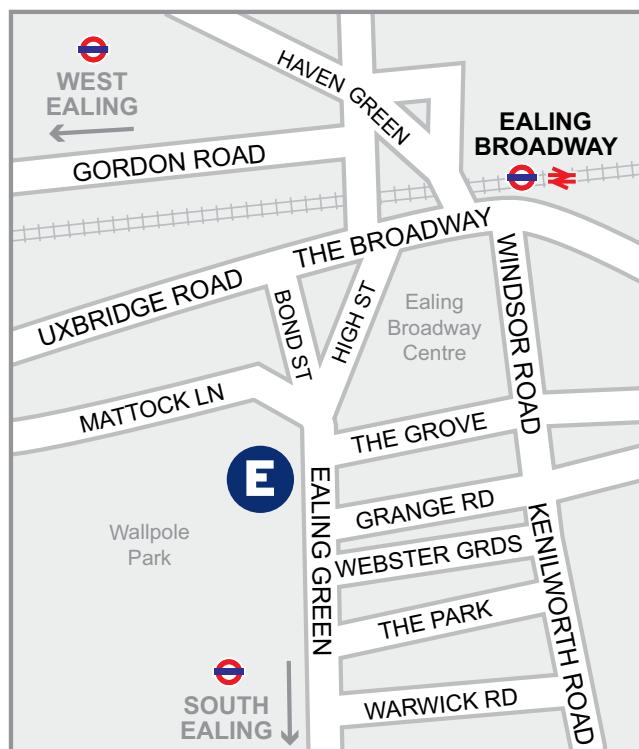 HAVEN GREEN
WEST
EALING
EALING
BROADWAY
GORDON ROAD
THE BROADWAY
UXBRIDGE ROAD
WINDSOR ROAD
BOND ST
HIGH ST
Ealing
Broadway
Centre
MATTOCK LN
THE GROVE
E
EALING GREEN
GRANGE RD
KENILWORTH ROAD
Wallpole
Park
WEBSTER GRDS
THE PARK
SOUTH
EALING
WARWICK RD